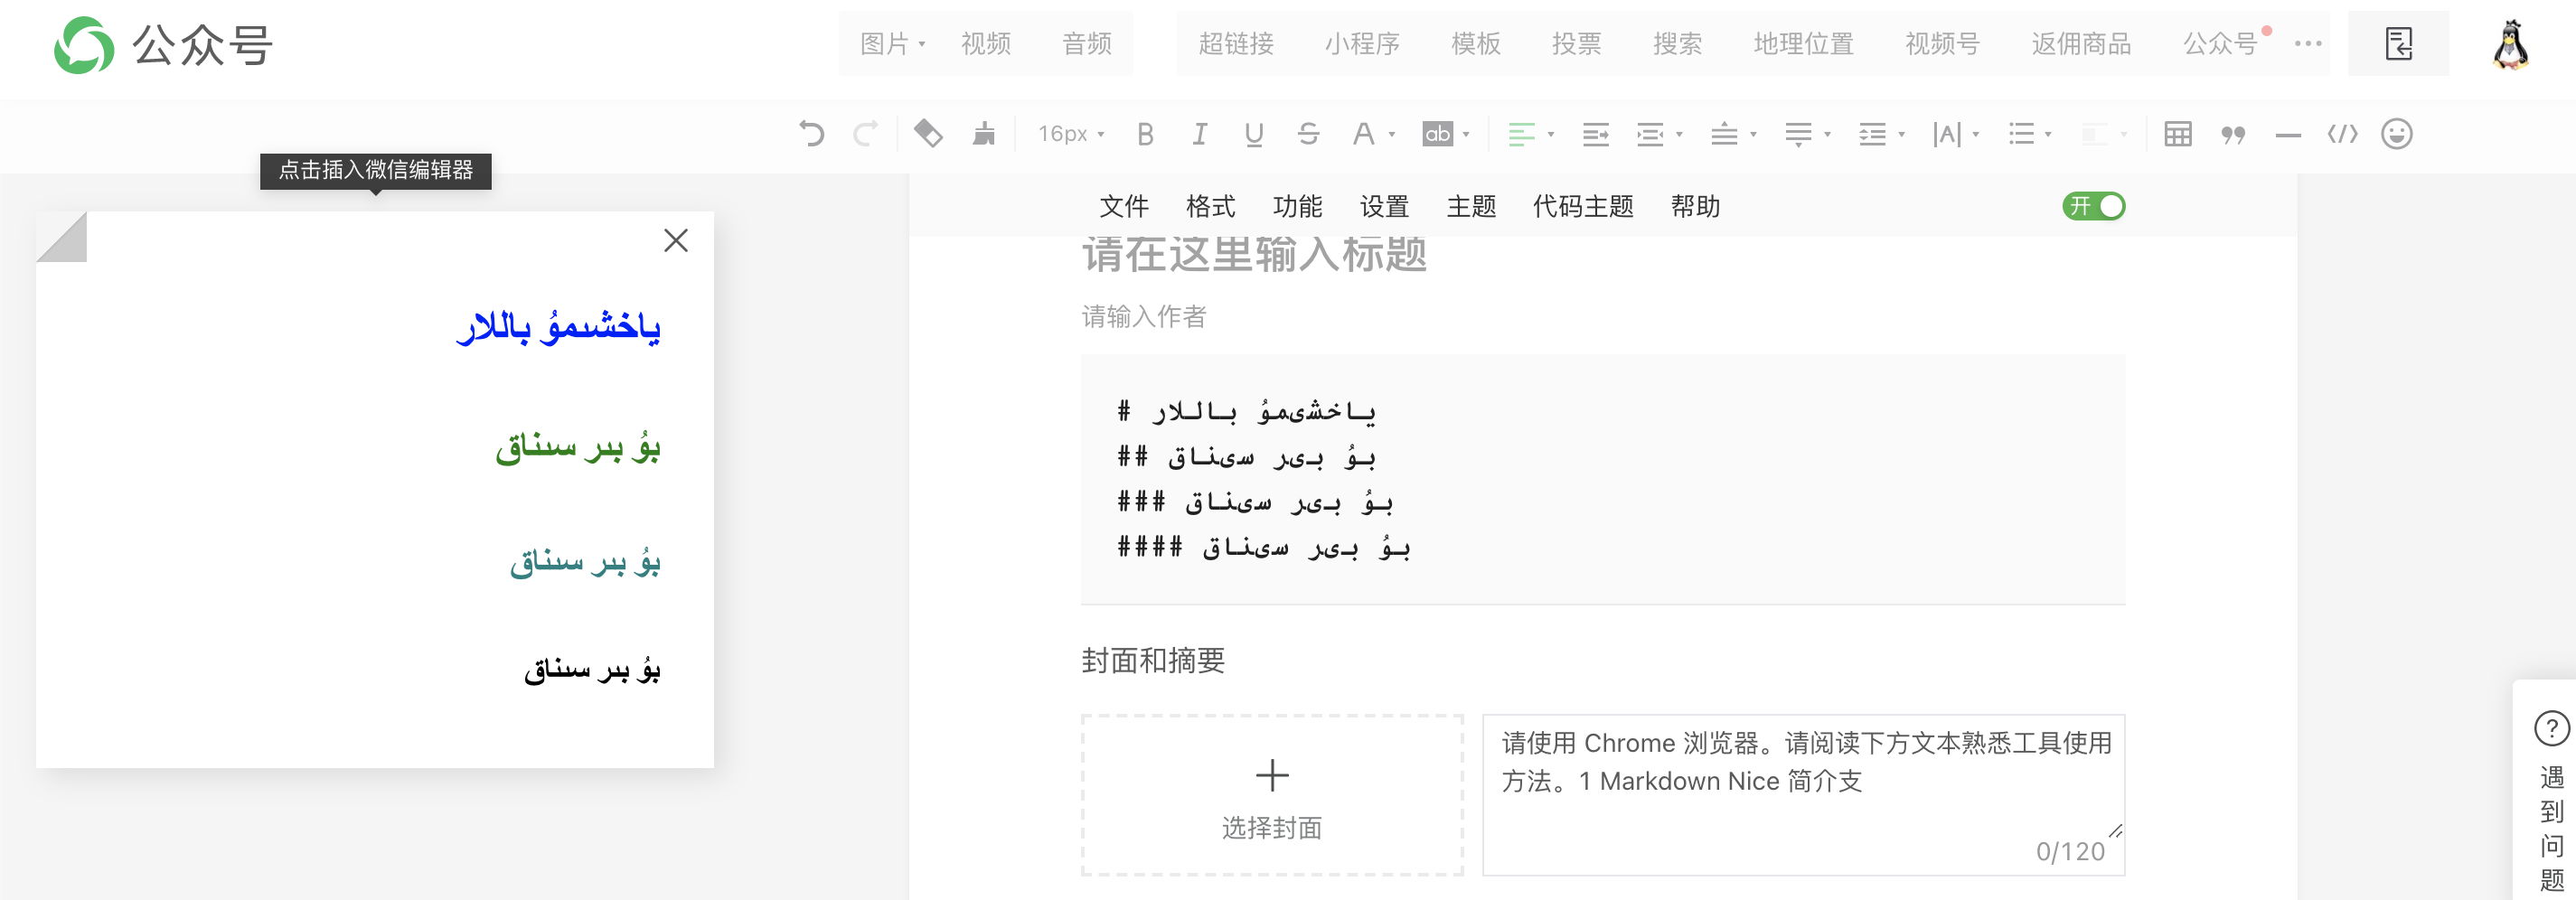 公众号
图片 视频 音频 超链接 小程序 模板 投票 搜索 地理位置 视频号 返佣商品 公众号
16px B I U S A ab |A|
点击插入微信编辑器
文件 格式 功能 设置 主题 代码主题 帮助 开
请在这里输入标题
请输入作者
ياخشىمۇ باللار
بۇ بىر سىناق
بۇ بىر سىناق
بۇ بىر سىناق
# ياخشىمۇ باللار
## بۇ بىر سىناق
### بۇ بىر سىناق
#### بۇ بىر سىناق
封面和摘要
选择封面
请使用 Chrome 浏览器。请阅读下方文本熟悉工具使用
方法。1 Markdown Nice 简介支
0/120
遇到问题